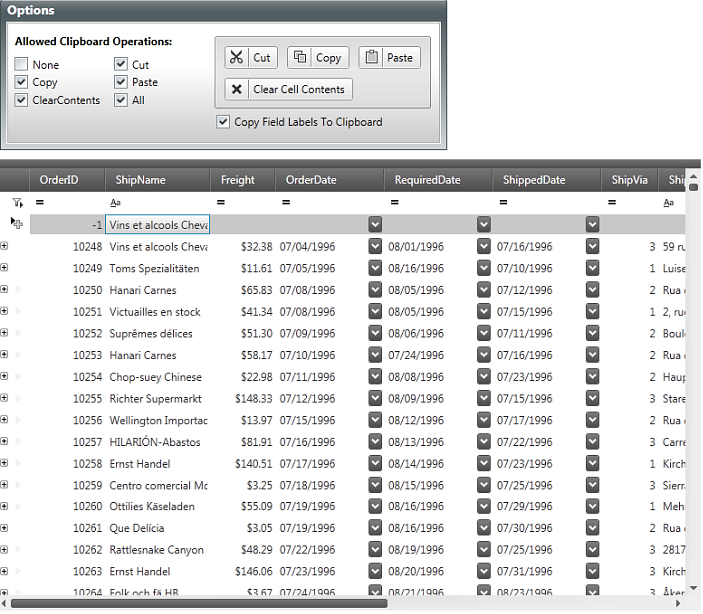 Options
Allowed Clipboard Operations:
None Cut
Copy Paste
ClearContents All
Cut Copy Paste
Clear Cell Contents
Copy Field Labels To Clipboard
OrderID ShipName Freight OrderDate RequiredDate ShippedDate ShipVia Ship
= Aa = = = = = Aa
-1 Vins et alcools Cheva
10248 Vins et alcools Cheva $32.38 07/04/1996 08/01/1996 07/16/1996 3 59 ru
10249 Toms Spezialitäten $11.61 07/05/1996 08/16/1996 07/10/1996 1 Luise
10250 Hanari Carnes $65.83 07/08/1996 08/05/1996 07/12/1996 2 Rua
10251 Victuailles en stock $41.34 07/08/1996 08/05/1996 07/15/1996 1 2, rue
10252 Suprêmes délices $51.30 07/09/1996 08/06/1996 07/11/1996 2 Boule
10253 Hanari Carnes $58.17 07/10/1996 07/24/1996 07/16/1996 2 Rua
10254 Chop-suey Chinese $22.98 07/11/1996 08/08/1996 07/23/1996 2 Haup
10255 Richter Supermarkt $148.33 07/12/1996 08/09/1996 07/15/1996 3 Stare
10256 Wellington Importac $13.97 07/15/1996 08/12/1996 07/17/1996 2 Rua
10257 HILARIÓN-Abastos $81.91 07/16/1996 08/13/1996 07/22/1996 3 Carre
10258 Ernst Handel $140.51 07/17/1996 08/14/1996 07/23/1996 1 Kirch
10259 Centro comercial Mo $3.25 07/18/1996 08/15/1996 07/25/1996 3 Sierra
10260 Ottilies Käseladen $55.09 07/19/1996 08/16/1996 07/29/1996 1 Meh
10261 Que Delícia $3.05 07/19/1996 08/16/1996 07/30/1996 2 Rua
10262 Rattlesnake Canyon $48.29 07/22/1996 08/19/1996 07/25/1996 3 2817
10263 Ernst Handel $146.06 07/23/1996 08/20/1996 07/31/1996 3 Kirch
10264 Folk och fä HB $3.67 07/24/1996 08/21/1996 08/23/1996 3 Åker